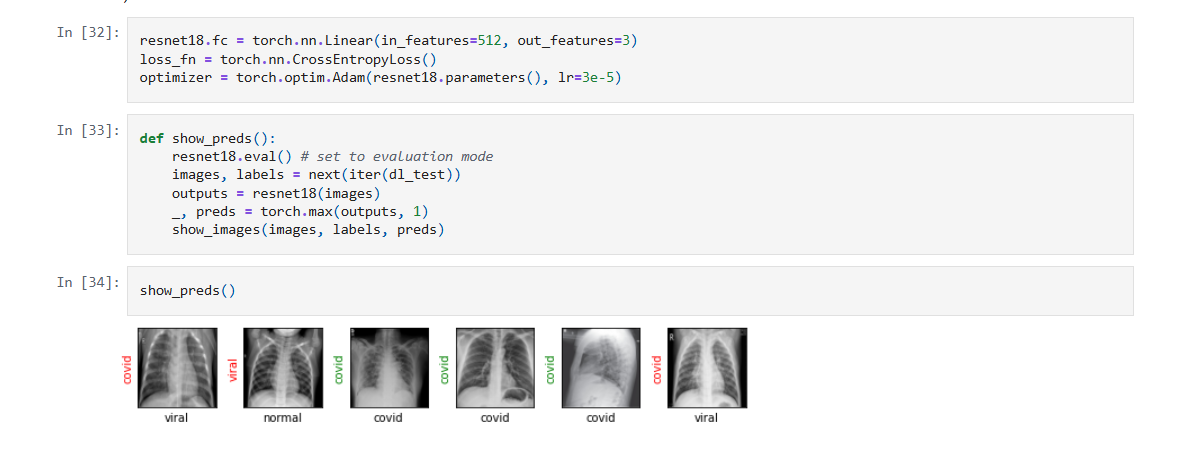 In [32]:
resnet18.fc = torch.nn.Linear(in_features=512, out_features=3)
loss_fn = torch.nn.CrossEntropyLoss()
optimizer = torch.optim.Adam(resnet18.parameters(), lr=3e-5)
In [33]:
def show_preds():
    resnet18.eval() # set to evaluation mode
    images, labels = next(iter(dl_test))
    outputs = resnet18(images)
    _, preds = torch.max(outputs, 1)
    show_images(images, labels, preds)
In [34]:
show_preds()
covid
viral
covid
covid
covid
covid
R
viral
normal
covid
covid
covid
viral